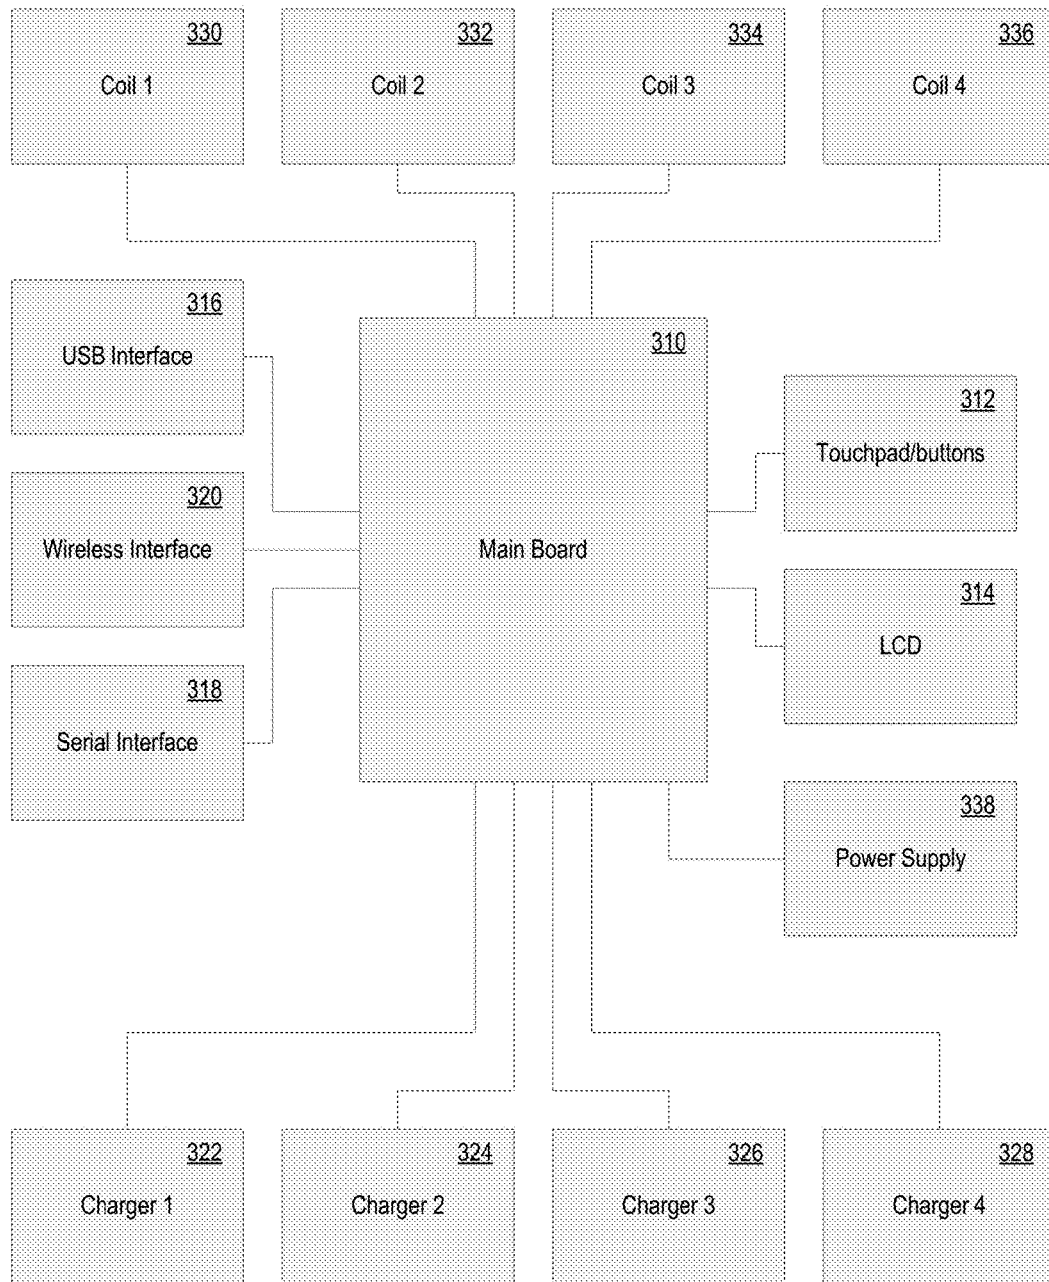 330
Coil 1
332
Coil 2
334
Coil 3
336
Coil 4
316
USB Interface
310
Main Board
312
Touchpad/buttons
320
Wireless Interface
314
LCD
318
Serial Interface
338
Power Supply
322
Charger 1
324
Charger 2
326
Charger 3
328
Charger 4